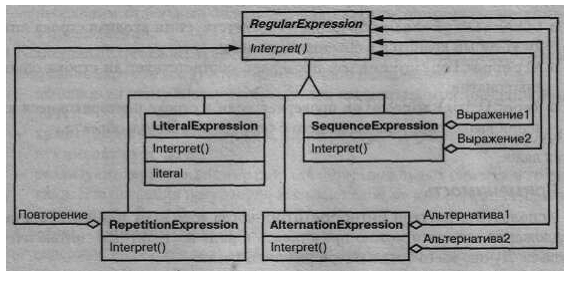 RegularExpression
Interpret()
LiteralExpression
Interpret()
literal
SequenceExpression
Interpret()
Выражение1
Выражение2
Повторение
RepetitionExpression
Interpret()
AlternationExpression
Interpret()
Альтернатива1
Альтернатива2